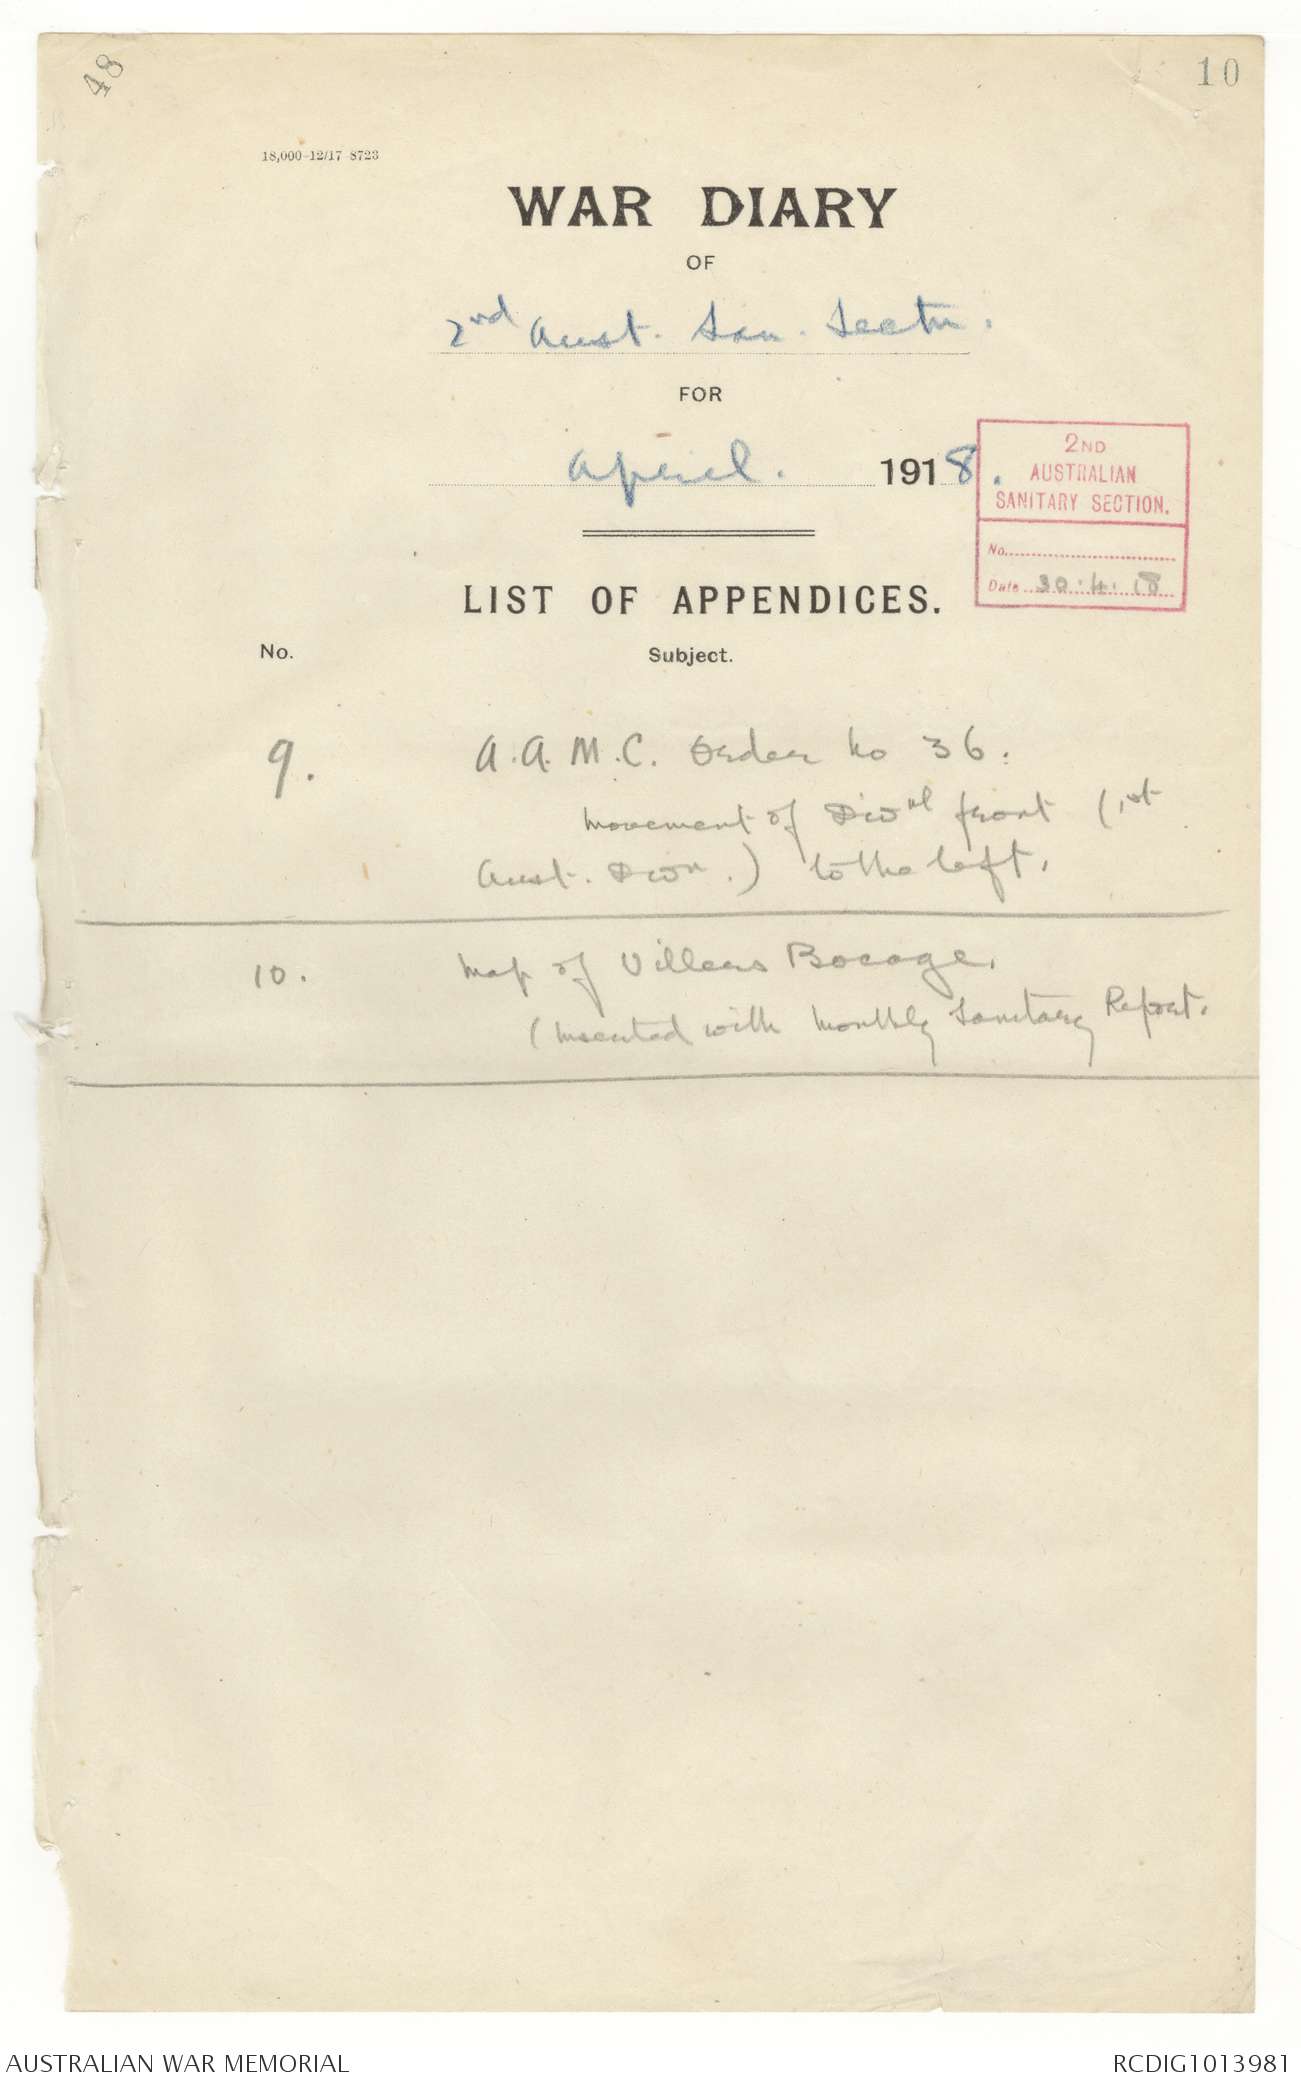 48
10
18,000-12/17-8723
WAR DIARY
OF
2nd Aust. San. Sectn.
FOR
April. 1918.
2ND
AUSTRALIAN
SANITARY SECTION.
No.
Date 30.4.18
LIST OF APPENDICES.
No. Subject.
9. A.A.M.C. Order No 36.
Movement of Divnl front (1st
Aust. Divn.) to the left.
10. Map of Villers Bocage.
(Inserted with Monthly Sanitary Report.
AUSTRALIAN WAR MEMORIAL
RCDIG1013981